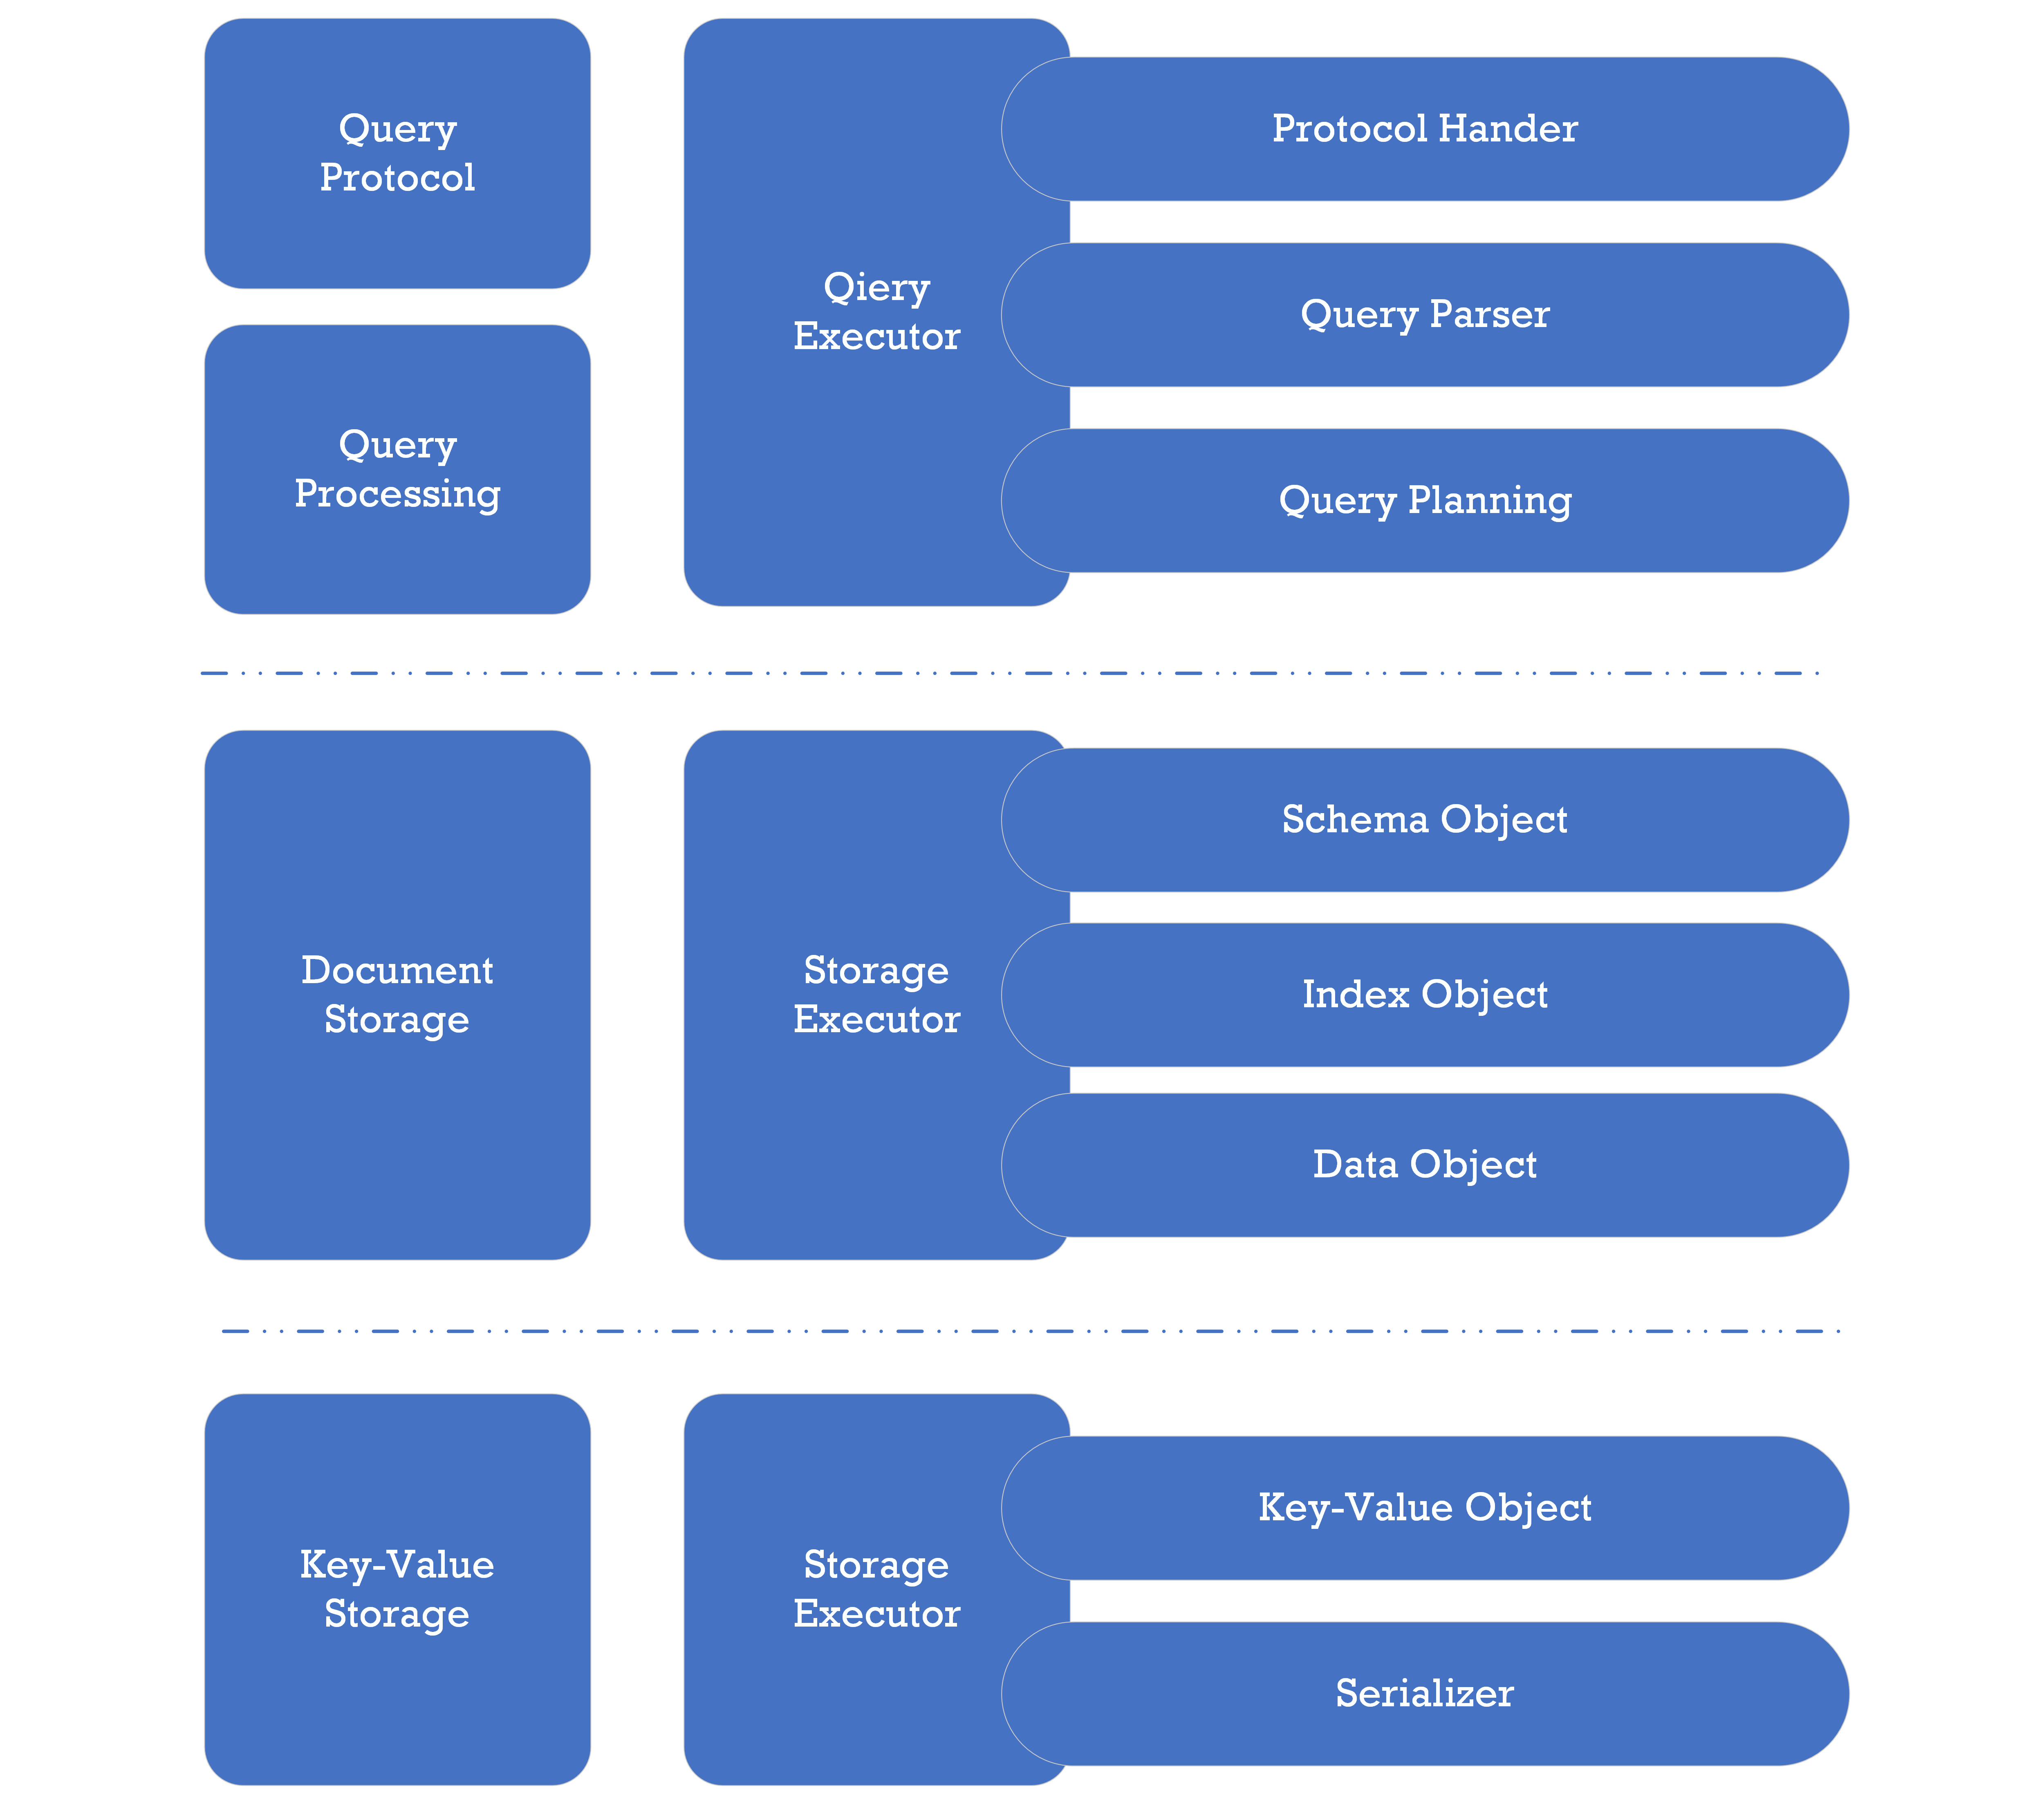 Query
Protocol
Qiery
Executor
Protocol Hander
Query Parser
Query Planning
Query
Processing
Document
Storage
Storage
Executor
Schema Object
Index Object
Data Object
Key-Value
Storage
Storage
Executor
Key-Value Object
Serializer